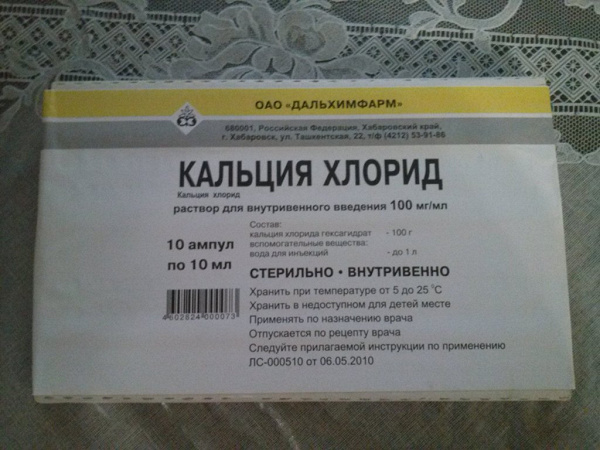 ОАО «ДАЛЬХИМФАРМ»
680001, Российская Федерация, Хабаровский край,
г. Хабаровск, ул. Ташкентская, 22, т/ф (4212) 53-91-86
КАЛЬЦИЯ ХЛОРИД
Кальция хлорид
раствор для внутривенного введения 100 мг/мл
10 ампул
по 10 мл
Состав:
кальция хлорида гексагидрат - 100 г
вспомогательные вещества:
вода для инъекций - до 1 л
СТЕРИЛЬНО • ВНУТРИВЕННО
Хранить при температуре от 5 до 25 °С
Хранить в недоступном для детей месте
Применять по назначению врача
Отпускается по рецепту врача
Следуйте прилагаемой инструкции по применению
ЛС-000510 от 06.05.2010
4602824000073